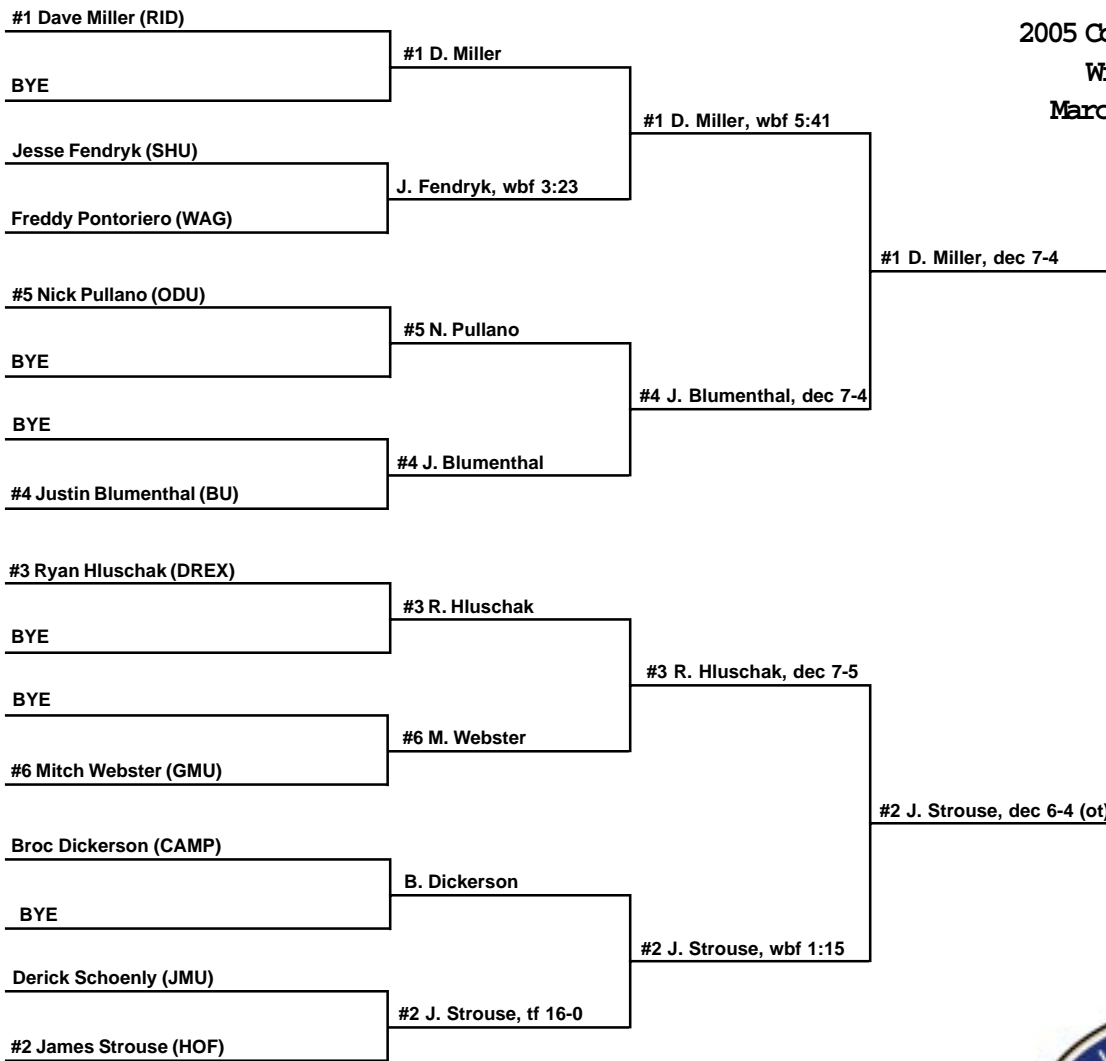 #1 Dave Miller (RID)
2005 Co
#1 D. Miller
W
BYE
Marc
#1 D. Miller, wbf 5:41
Jesse Fendryk (SHU)
J. Fendryk, wbf 3:23
Freddy Pontoriero (WAG)
#1 D. Miller, dec 7-4
#5 Nick Pullano (ODU)
#5 N. Pullano
BYE
#4 J. Blumenthal, dec 7-4
BYE
#4 J. Blumenthal
#4 Justin Blumenthal (BU)
#3 Ryan Hluschak (DREX)
#3 R. Hluschak
BYE
#3 R. Hluschak, dec 7-5
BYE
#6 M. Webster
#6 Mitch Webster (GMU)
#2 J. Strouse, dec 6-4 (ot)
Broc Dickerson (CAMP)
B. Dickerson
BYE
#2 J. Strouse, wbf 1:15
Derick Schoenly (JMU)
#2 J. Strouse, tf 16-0
#2 James Strouse (HOF)